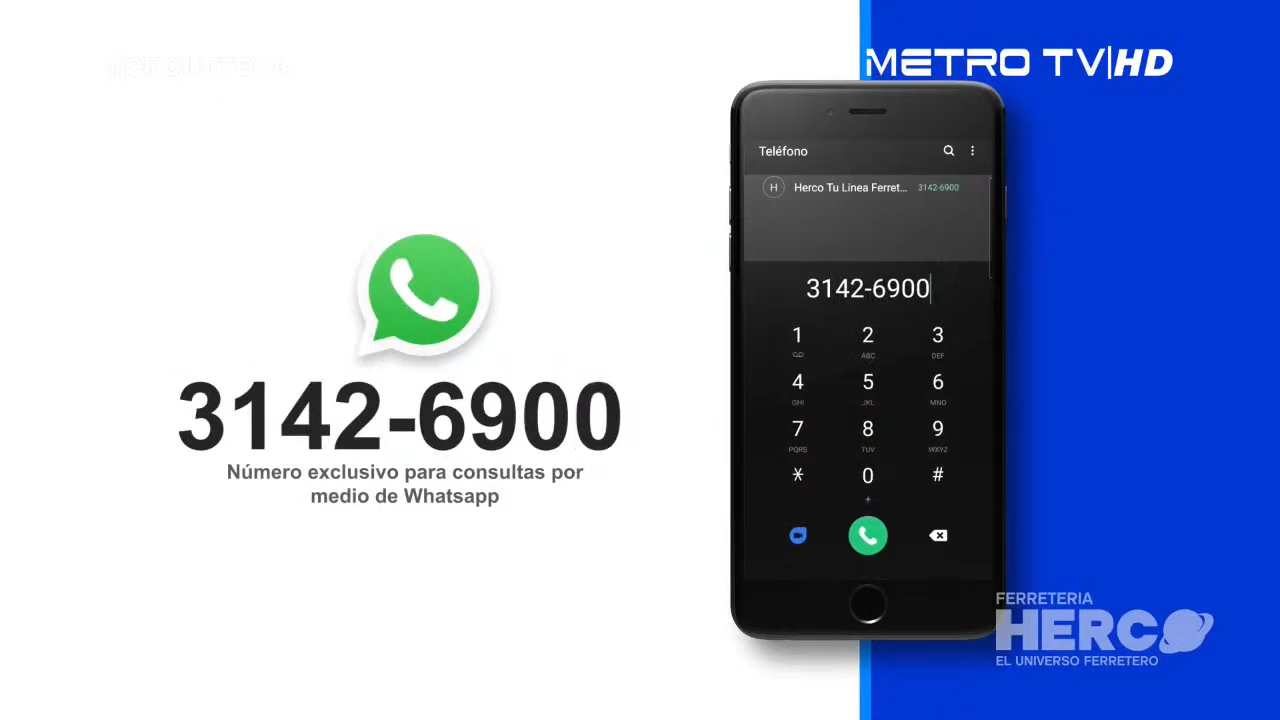 METRO TV|HD
3142-6900
Número exclusivo para consultas por
medio de Whatsapp
Teléfono
H Herco Tu Linea Ferret... 3142-6900
3142-6900
1 2 3
ABC DEF
4 5 6
GHI JKL MNO
7 8 9
PQRS TUV WXYZ
* 0 #
+
FERRETERIA
HERCO
EL UNIVERSO FERRETERO